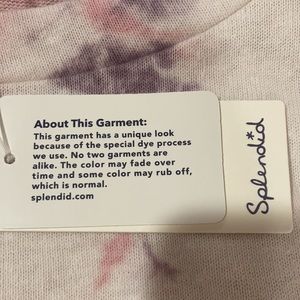 About This Garment:
This garment has a unique look
because of the special dye process
we use. No two garments are
alike. The color may fade over
time and some color may rub off,
which is normal.
splendid.com
Splendid